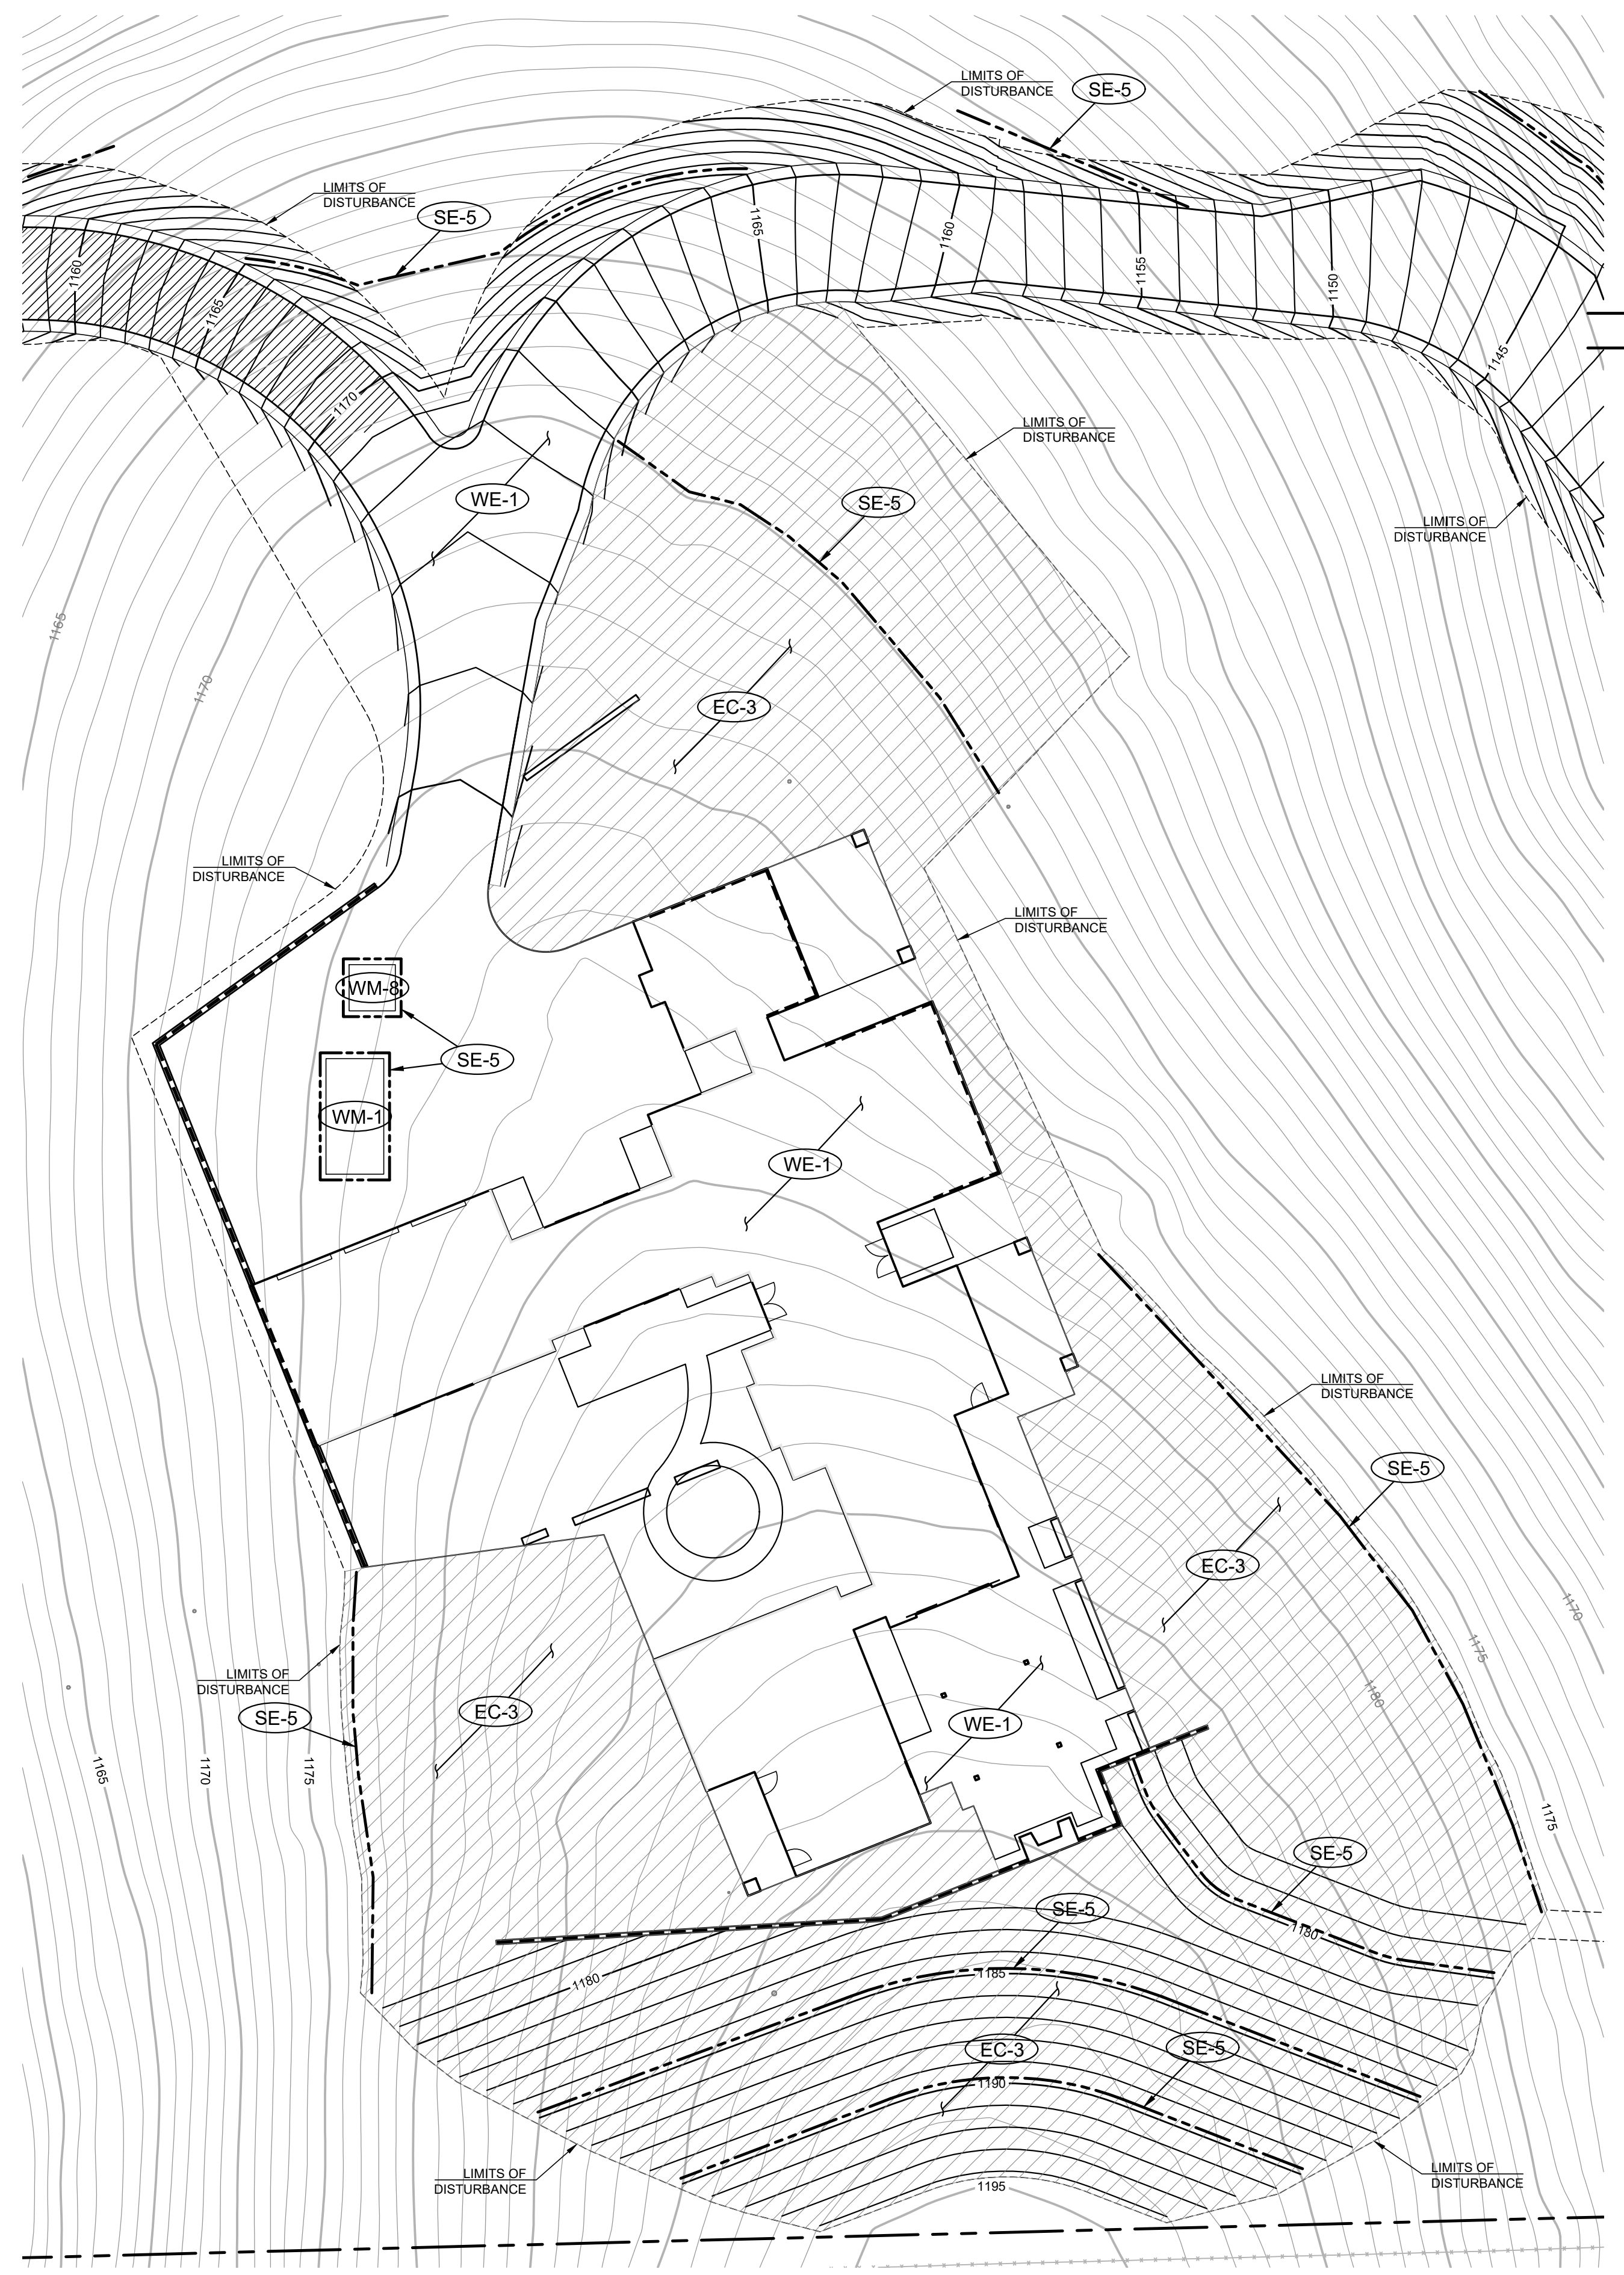 LIMITS OF
DISTURBANCE
SE-5
LIMITS OF
DISTURBANCE
SE-5
1165
1160
1155
1150
1145
1160
1165
1170
LIMITS OF
DISTURBANCE
WE-1
SE-5
LIMITS OF
DISTURBANCE
1165
1170
EC-3
LIMITS OF
DISTURBANCE
LIMITS OF
DISTURBANCE
WM-8
SE-5
WM-1
WE-1
LIMITS OF
DISTURBANCE
SE-5
EC-3
1170
1175
1180
LIMITS OF
DISTURBANCE
SE-5
EC-3
WE-1
1165
1170
1175
1175
SE-5
SE-5
1180
1180
1185
EC-3
SE-5
1190
LIMITS OF
DISTURBANCE
LIMITS OF
DISTURBANCE
1195